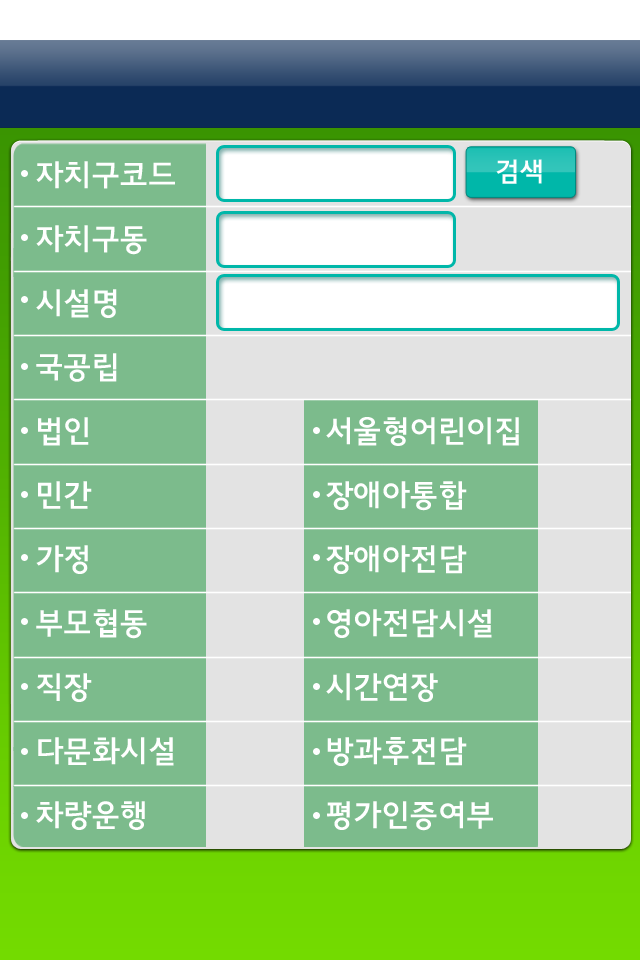 • 자치구코드 검색
• 자치구동
• 시설명
• 국공립
• 법인 • 서울형어린이집
• 민간 • 장애아통합
• 가정 • 장애아전담
• 부모협동 • 영아전담시설
• 직장 • 시간연장
• 다문화시설 • 방과후전담
• 차량운행 • 평가인증여부